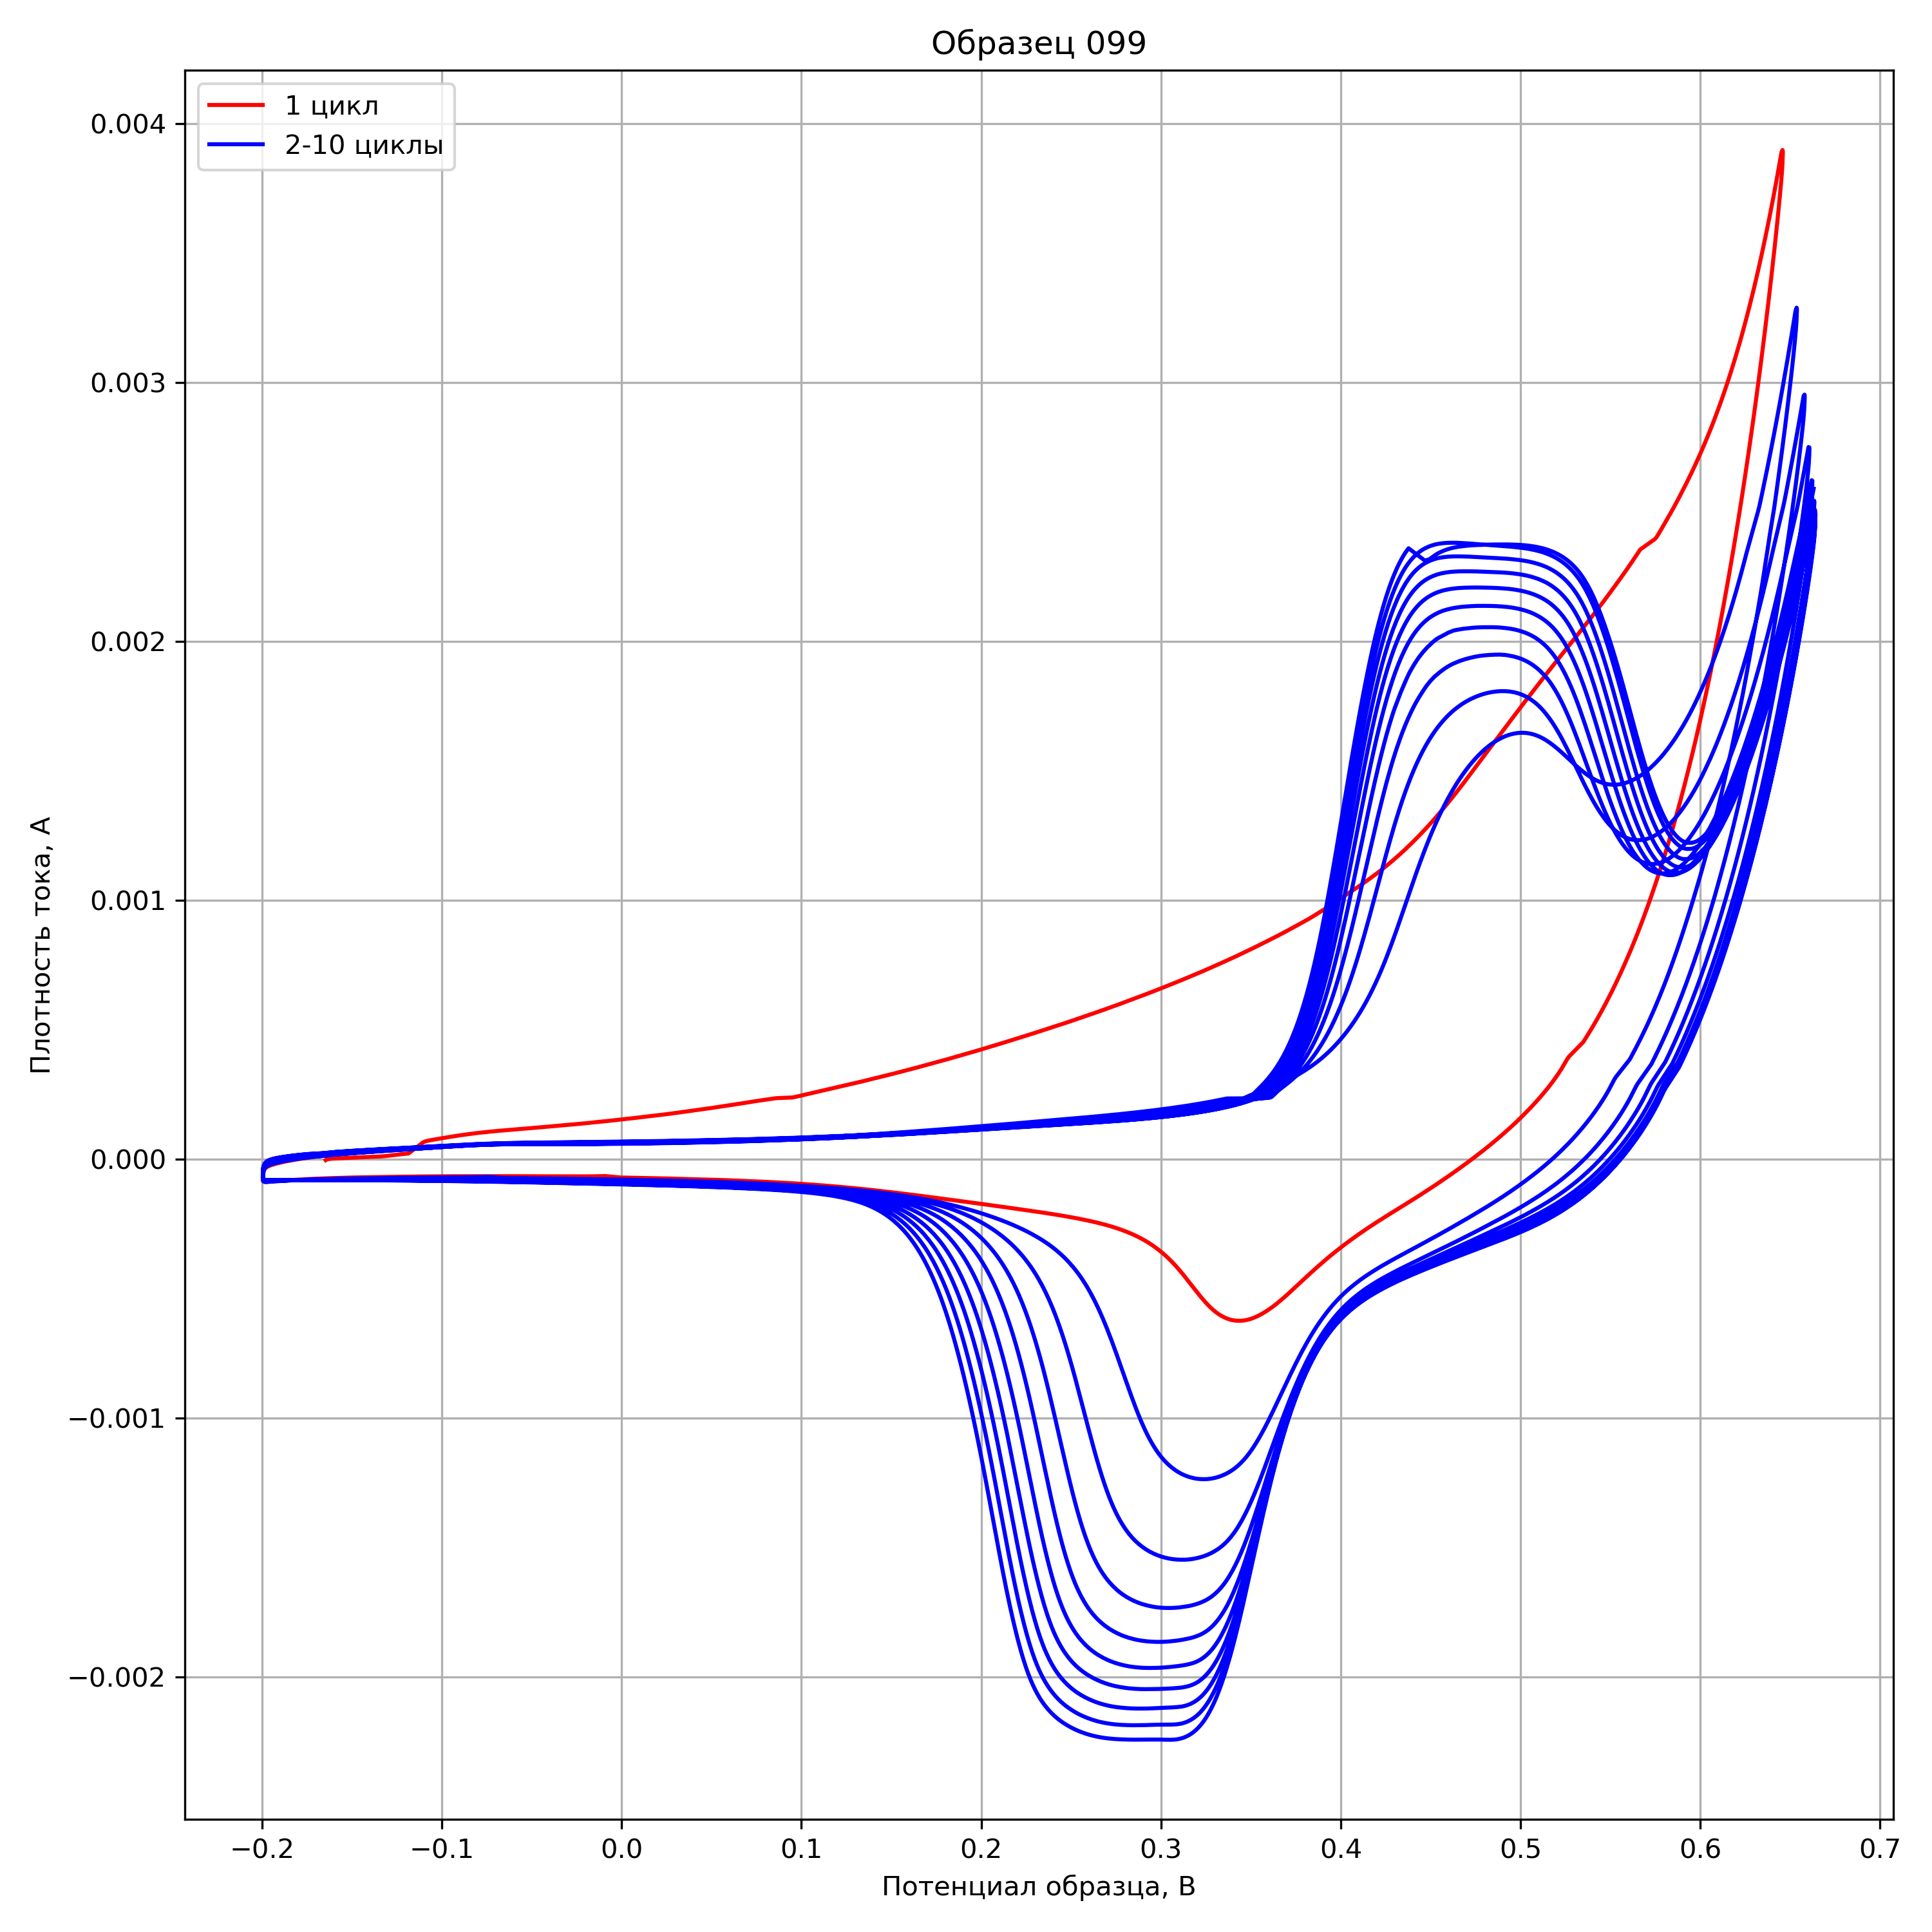 Образец 099
1 цикл
2-10 циклы
0.004
0.003
0.002
0.001
0.000
−0.001
−0.002
Плотность тока, А
−0.2 −0.1 0.0 0.1 0.2 0.3 0.4 0.5 0.6 0.7
Потенциал образца, В